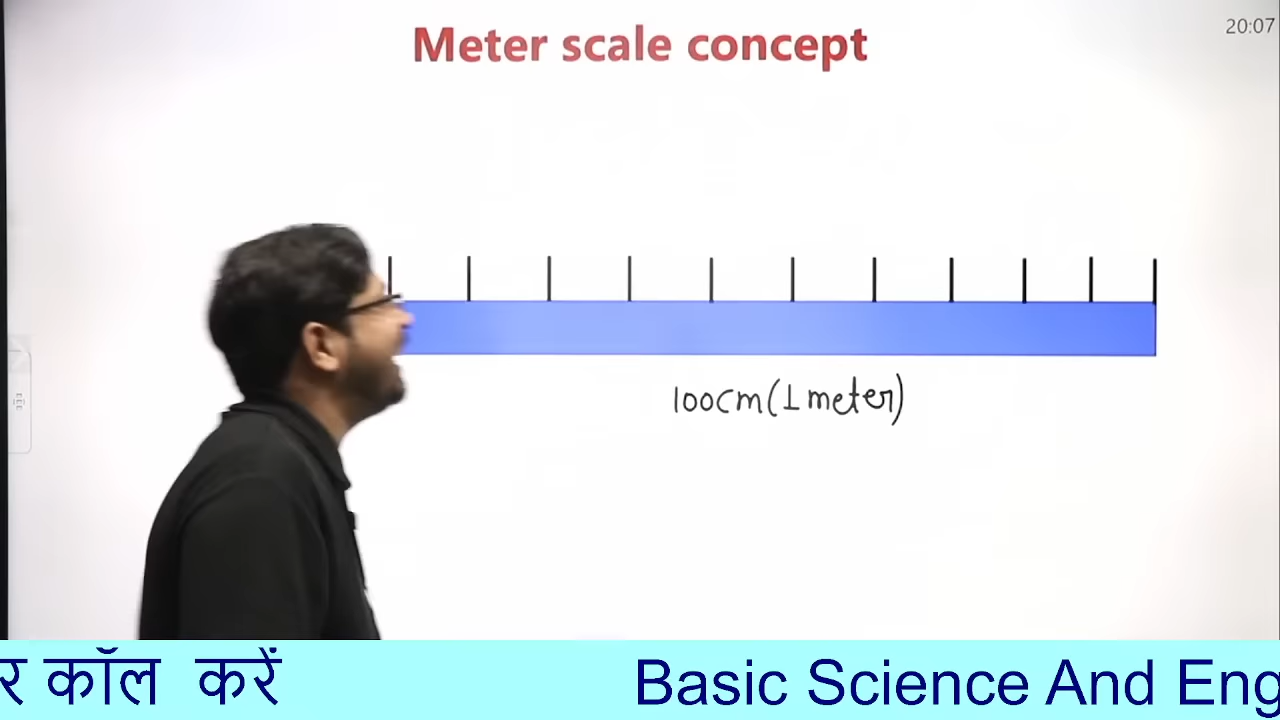 Meter scale concept
20:07
100cm(1meter)
र कॉल करें Basic Science And Eng